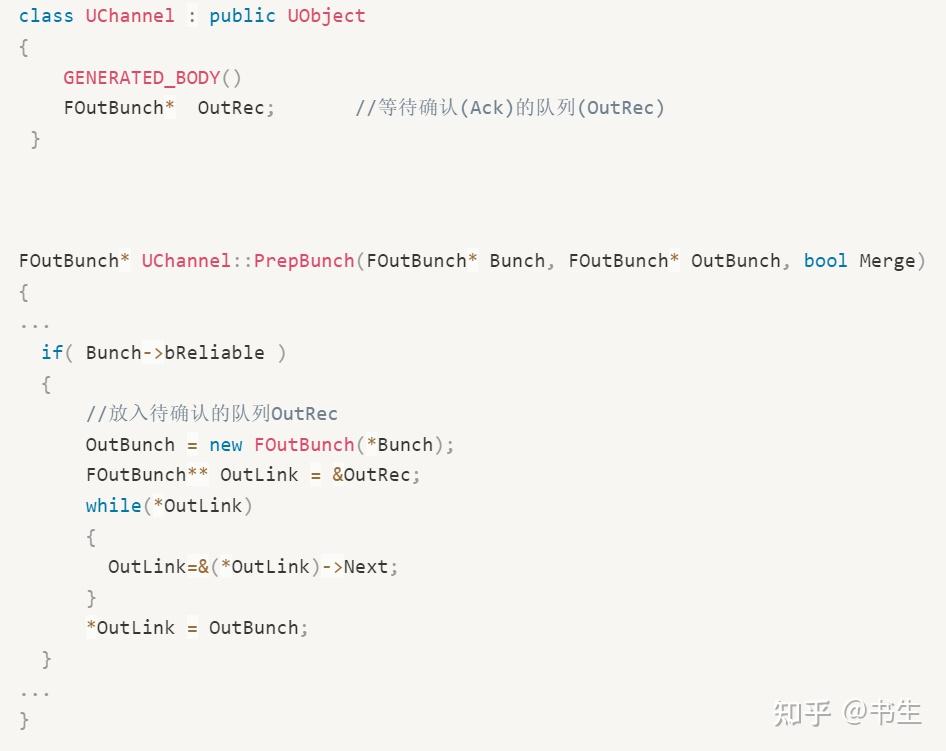 class UChannel : public UObject
{
    GENERATED_BODY()
    FOutBunch*  OutRec;        //等待确认(Ack)的队列(OutRec)
 }
FOutBunch* UChannel::PrepBunch(FOutBunch* Bunch, FOutBunch* OutBunch, bool Merge)
{
...
  if( Bunch->bReliable )
  {
      //放入待确认的队列OutRec
      OutBunch = new FOutBunch(*Bunch);
      FOutBunch** OutLink = &OutRec;
      while(*OutLink)
      {
        OutLink=&(*OutLink)->Next;
      }
      *OutLink = OutBunch;
  }
...
}
知乎 @书生